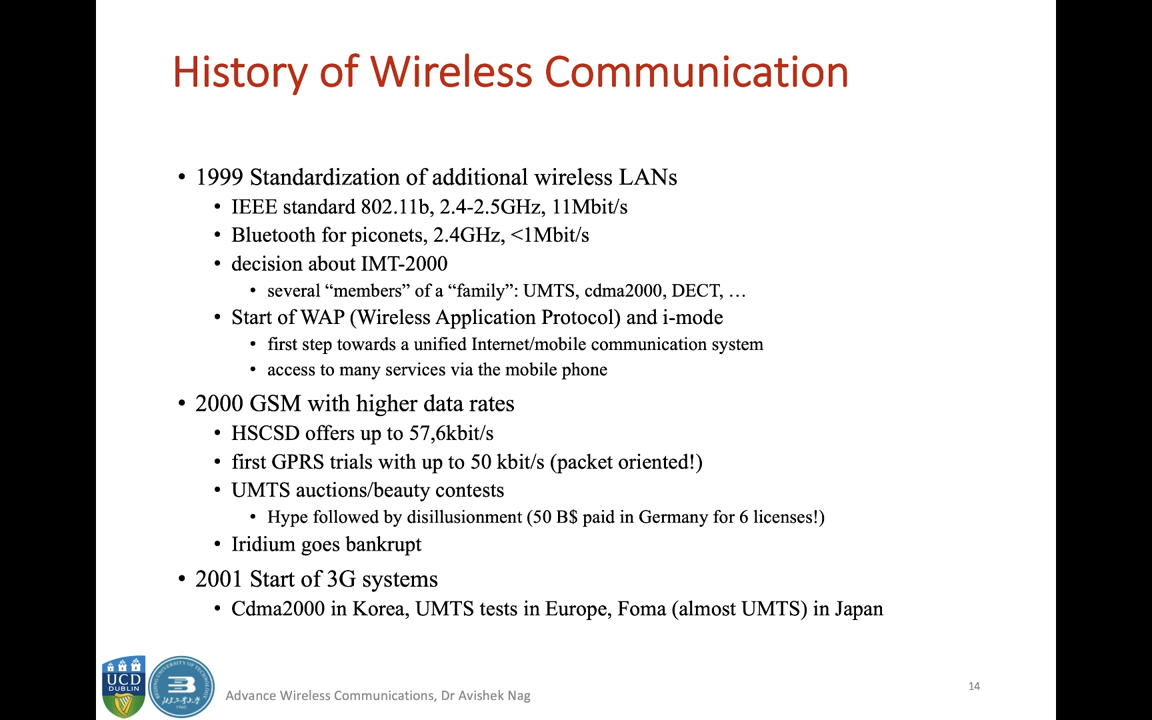 History of Wireless Communication
• 1999 Standardization of additional wireless LANs
• IEEE standard 802.11b, 2.4-2.5GHz, 11Mbit/s
• Bluetooth for piconets, 2.4GHz, <1Mbit/s
• decision about IMT-2000
• several “members” of a “family”: UMTS, cdma2000, DECT, …
• Start of WAP (Wireless Application Protocol) and i-mode
• first step towards a unified Internet/mobile communication system
• access to many services via the mobile phone
• 2000 GSM with higher data rates
• HSCSD offers up to 57,6kbit/s
• first GPRS trials with up to 50 kbit/s (packet oriented!)
• UMTS auctions/beauty contests
• Hype followed by disillusionment (50 B$ paid in Germany for 6 licenses!)
• Iridium goes bankrupt
• 2001 Start of 3G systems
• Cdma2000 in Korea, UMTS tests in Europe, Foma (almost UMTS) in Japan
UCD
DUBLIN
Advance Wireless Communications, Dr Avishek Nag
14